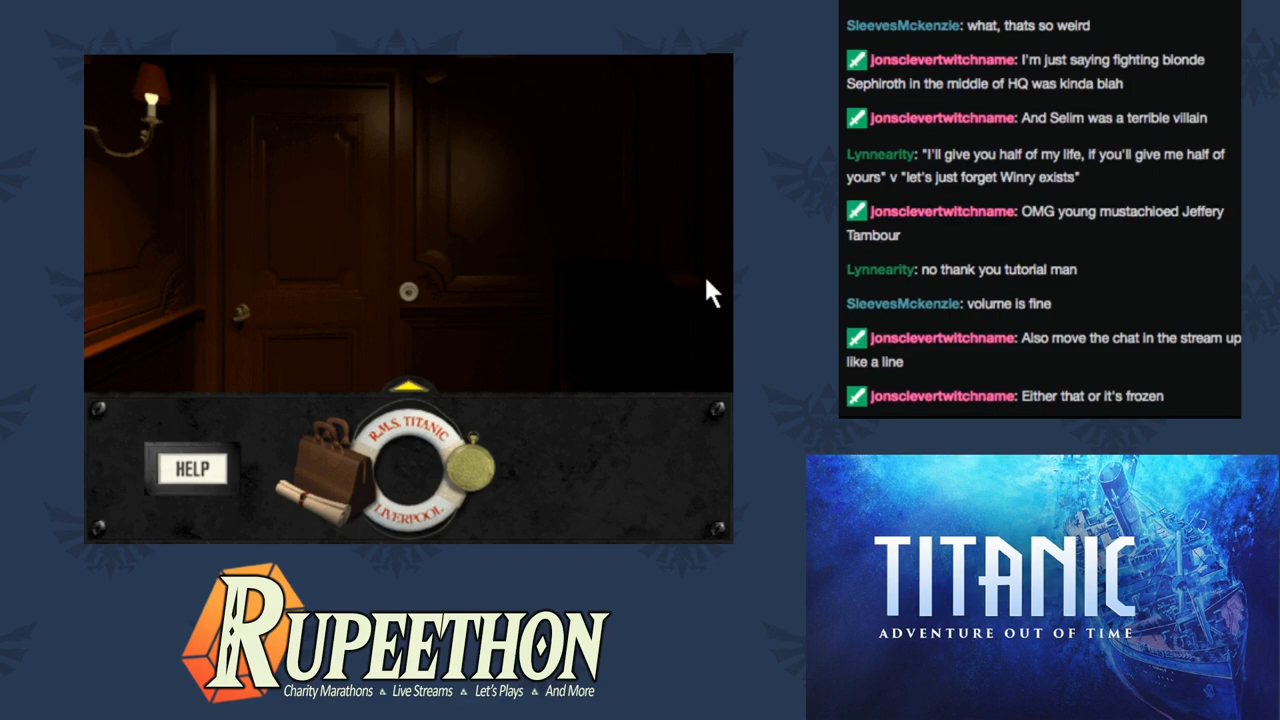 SleevesMckenzie: what, thats so weird
jonsclevertwitchname: I'm just saying fighting blonde
Sephiroth in the middle of HQ was kinda blah
jonsclevertwitchname: And Selim was a terrible villain
Lynnearity: "I'll give you half of my life, if you'll give me half of
yours" v "let's just forget Winry exists"
jonsclevertwitchname: OMG young mustachioed Jeffery
Tambour
Lynnearity: no thank you tutorial man
SleevesMckenzie: volume is fine
jonsclevertwitchname: Also move the chat in the stream up
like a line
jonsclevertwitchname: Either that or it's frozen
HELP
R.M.S. TITANIC
LIVERPOOL
RUPEETHON
Charity Marathons Live Streams Let's Plays And More
TITANIC
ADVENTURE OUT OF TIME